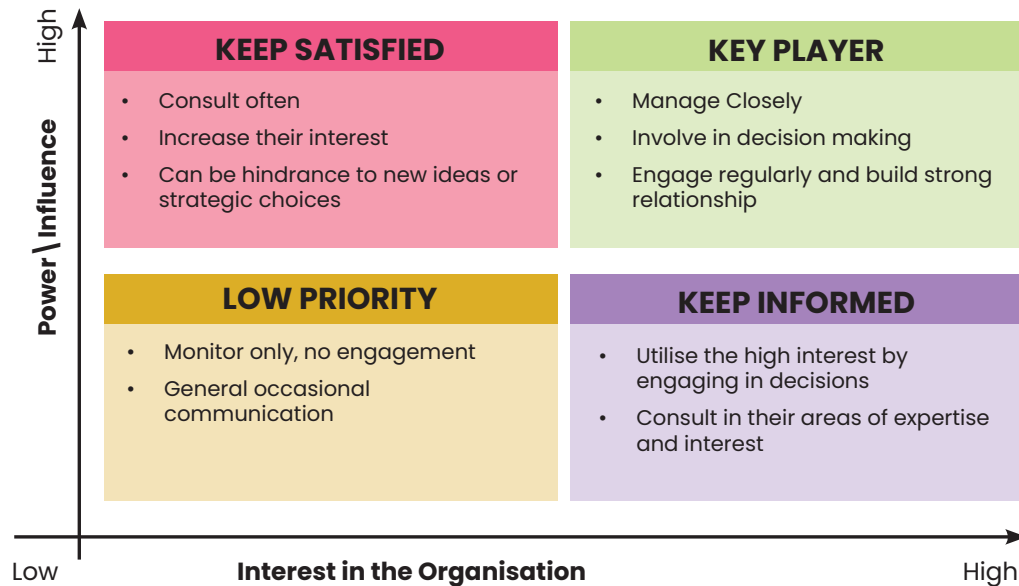 High
Power \ Influence
KEEP SATISFIED
• Consult often
• Increase their interest
• Can be hindrance to new ideas or
strategic choices
KEY PLAYER
• Manage Closely
• Involve in decision making
• Engage regularly and build strong
relationship
LOW PRIORITY
• Monitor only, no engagement
• General occasional
communication
KEEP INFORMED
• Utilise the high interest by
engaging in decisions
• Consult in their areas of expertise
and interest
Low
Interest in the Organisation
High